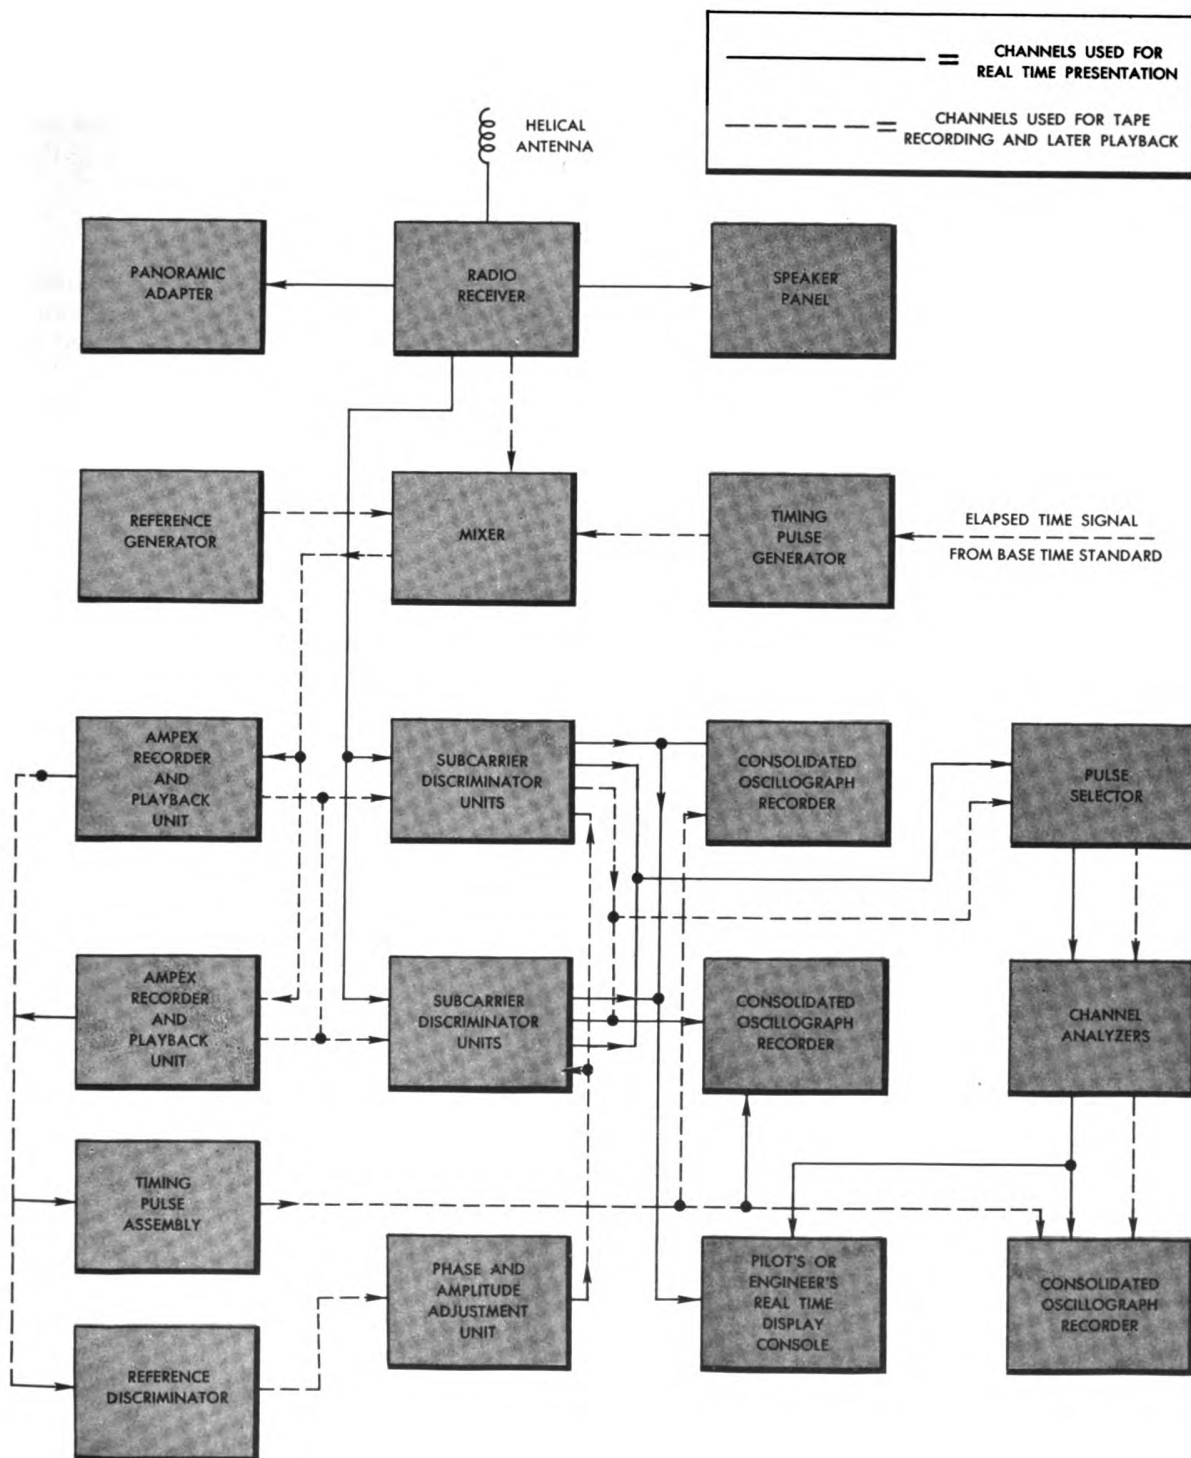 = CHANNELS USED FOR
REAL TIME PRESENTATION
= CHANNELS USED FOR TAPE
RECORDING AND LATER PLAYBACK
HELICAL
ANTENNA
PANORAMIC
ADAPTER
RADIO
RECEIVER
SPEAKER
PANEL
REFERENCE
GENERATOR
MIXER
TIMING
PULSE
GENERATOR
ELAPSED TIME SIGNAL
FROM BASE TIME STANDARD
AMPEX
RECORDER
AND
PLAYBACK
UNIT
SUBCARRIER
DISCRIMINATOR
UNITS
CONSOLIDATED
OSCILLOGRAPH
RECORDER
PULSE
SELECTOR
AMPEX
RECORDER
AND
PLAYBACK
UNIT
SUBCARRIER
DISCRIMINATOR
UNITS
CONSOLIDATED
OSCILLOGRAPH
RECORDER
CHANNEL
ANALYZERS
TIMING
PULSE
ASSEMBLY
PHASE AND
AMPLITUDE
ADJUSTMENT
UNIT
PILOT'S OR
ENGINEER'S
REAL TIME
DISPLAY
CONSOLE
CONSOLIDATED
OSCILLOGRAPH
RECORDER
REFERENCE
DISCRIMINATOR